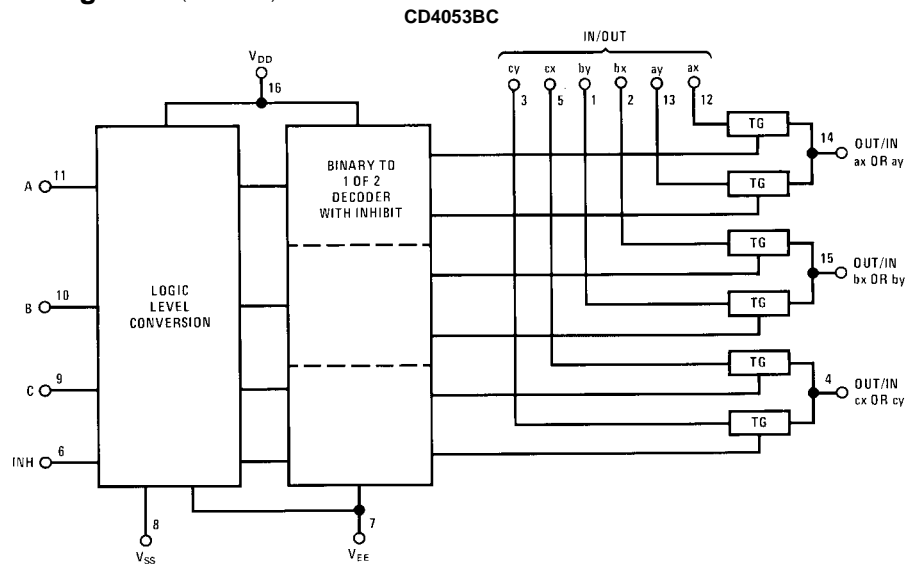 CD4053BC
IN/OUT
cy cx by bx ay ax
3 5 1 2 13 12
VDD
16
TG
14
OUT/IN
ax OR ay
TG
A
11
BINARY TO
1 OF 2
DECODER
WITH INHIBIT
TG
15
OUT/IN
bx OR by
B
10
LOGIC
LEVEL
CONVERSION
TG
TG
C
9
4
OUT/IN
cx OR cy
TG
INH
6
8
VSS
7
VEE